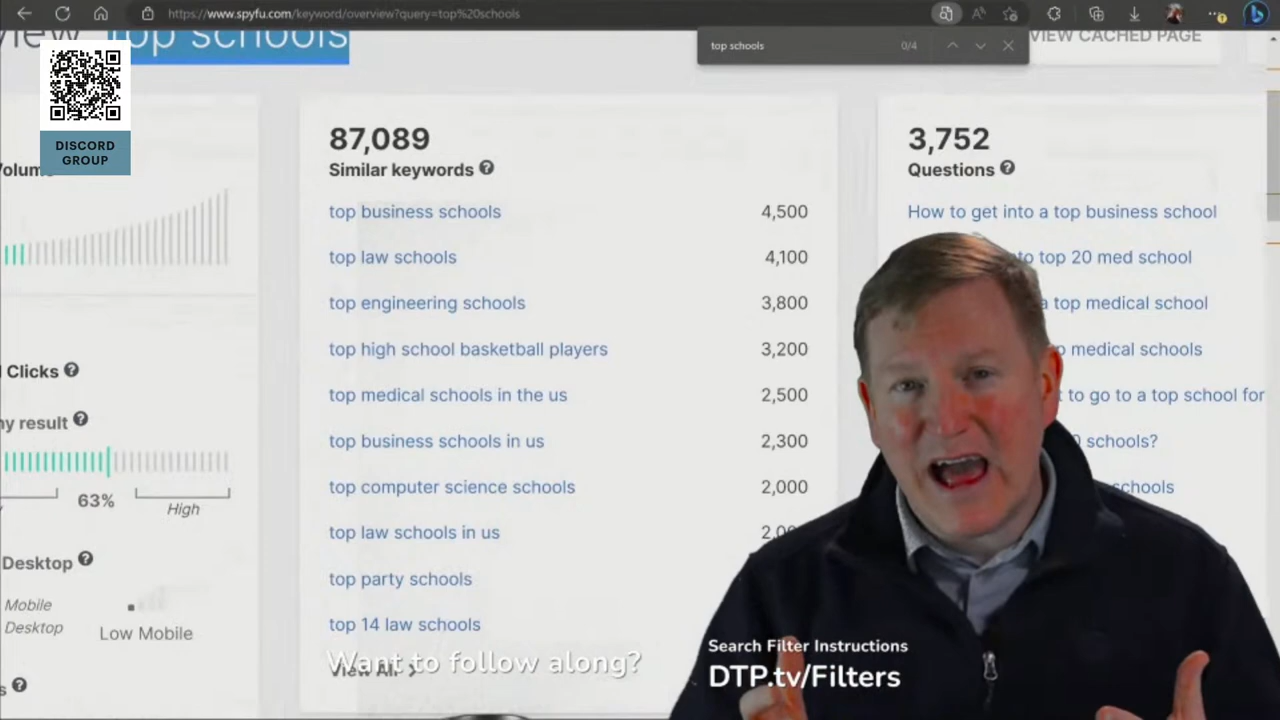 https://www.spyfu.com/keyword/overview?query=top%20schools
top schools
0/4
VIEW CACHED PAGE
top schools
DISCORD
GROUP
87,089
Similar keywords
top business schools 4,500
top law schools 4,100
top engineering schools 3,800
top high school basketball players 3,200
top medical schools in the us 2,500
top business schools in us 2,300
top computer science schools 2,000
top law schools in us
top party schools
top 14 law schools
View All >
3,752
Questions
How to get into a top business school
to top 20 med school
a top medical school
medical schools
to go to a top school for
schools?
schools
Clicks
result
63%
High
Desktop
Mobile
Desktop
Low Mobile
Want to follow along?
Search Filter Instructions
DTP.tv/Filters